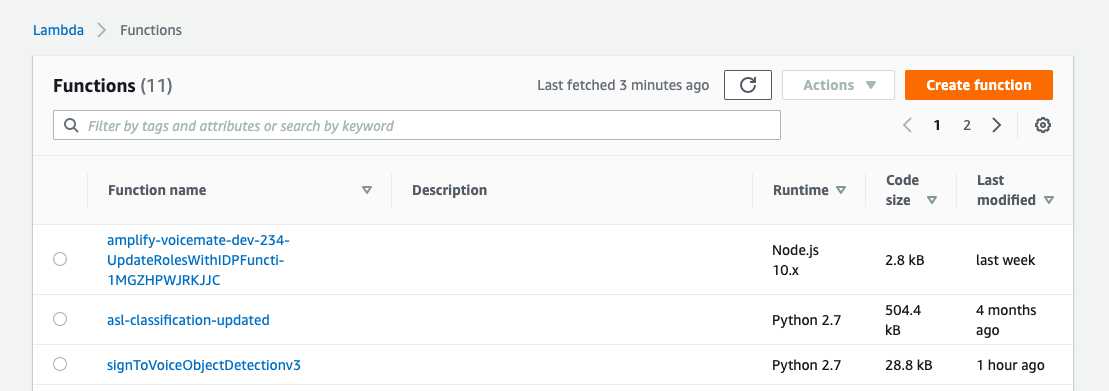 Lambda > Functions
Functions (11)
Last fetched 3 minutes ago
Actions
Create function
Filter by tags and attributes or search by keyword
1 2
Function name
Description
Runtime
Code
size
Last
modified
amplify-voicemate-dev-234-
UpdateRolesWithIDPFuncti-
1MGZHPWJRKJJC
Node.js
10.x
2.8 kB
last week
asl-classification-updated
Python 2.7
504.4
kB
4 months
ago
signToVoiceObjectDetectionv3
Python 2.7
28.8 kB
1 hour ago